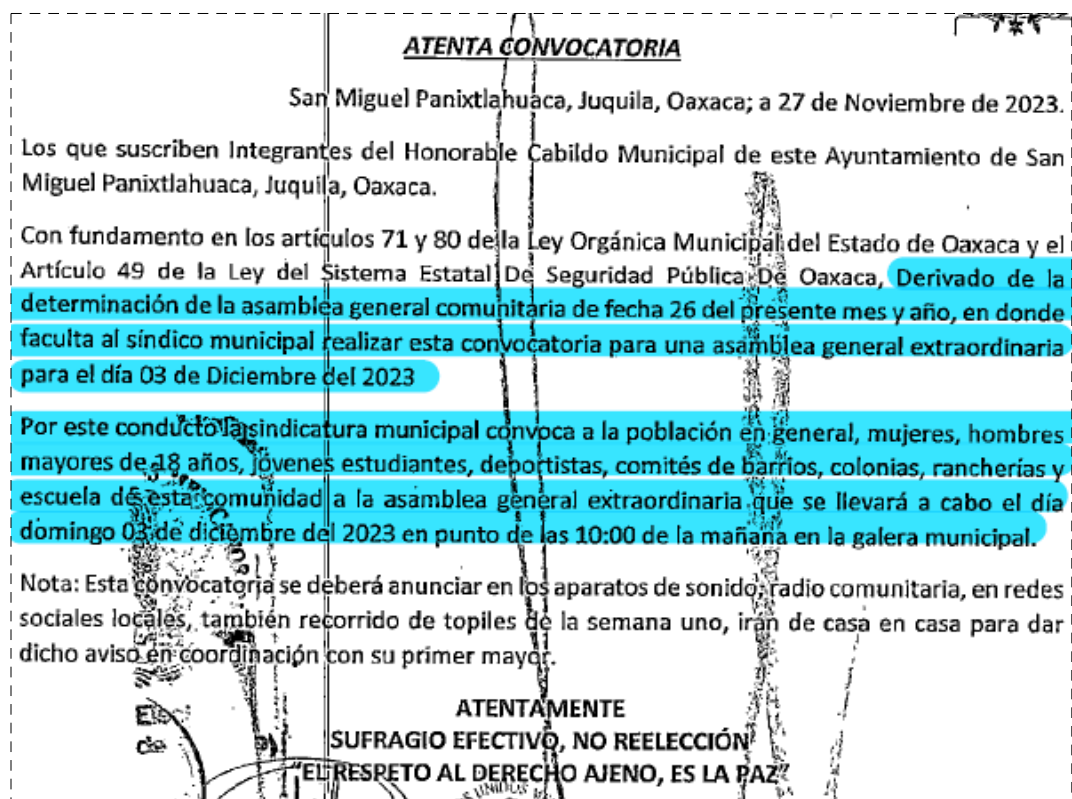 ATENTA CONVOCATORIA
San Miguel Panixtlahuaca, Juquila, Oaxaca; a 27 de Noviembre de 2023.
Los que suscriben Integrantes del Honorable Cabildo Municipal de este Ayuntamiento de San
Miguel Panixtlahuaca, Juquila, Oaxaca.
Con fundamento en los artículos 71 y 80 de la Ley Orgánica Municipal del Estado de Oaxaca y el
Artículo 49 de la Ley del Sistema Estatal De Seguridad Pública De Oaxaca, Derivado de la
determinación de la asamblea general comunitaria de fecha 26 del presente mes y año, en donde
faculta al síndico municipal realizar esta convocatoria para una asamblea general extraordinaria
para el día 03 de Diciembre del 2023
Por este conducto la sindicatura municipal convoca a la población en general, mujeres, hombres
mayores de 18 años, jóvenes estudiantes, deportistas, comités de barrios, colonias, rancherías y
escuela de esta comunidad a la asamblea general extraordinaria que se llevará a cabo el día
domingo 03 de diciembre del 2023 en punto de las 10:00 de la mañana en la galera municipal.
Nota: Esta convocatoria se deberá anunciar en los aparatos de sonido, radio comunitaria, en redes
sociales locales, también recorrido de topiles de la semana uno, irán de casa en casa para dar
dicho aviso en coordinación con su primer mayor.
ATENTAMENTE
SUFRAGIO EFECTIVO, NO REELECCIÓN
"EL RESPETO AL DERECHO AJENO, ES LA PAZ"